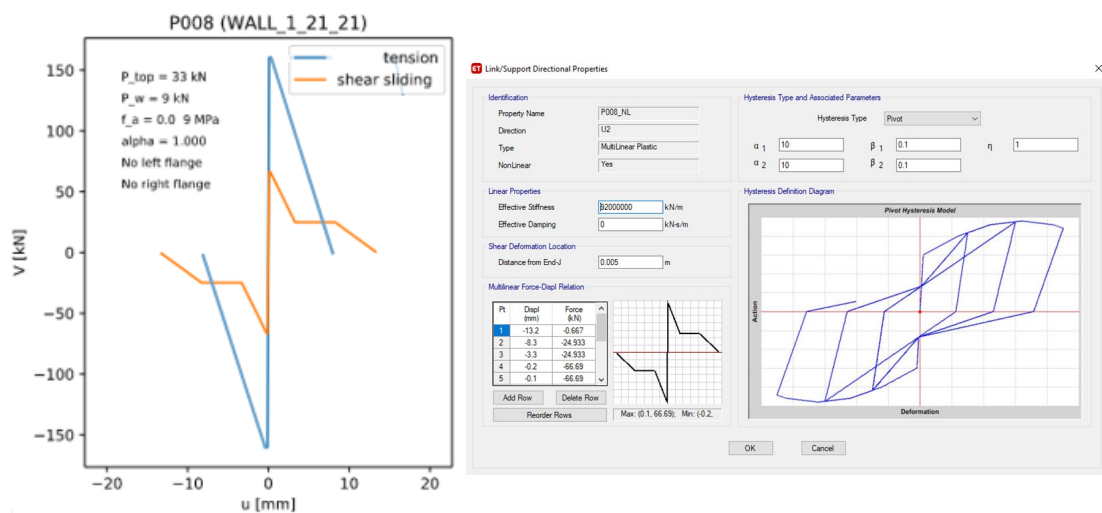 P008 (WALL_1_21_21)
tension
shear sliding
P_top = 33 kN
P_w = 9 kN
f_a = 0.0 9 MPa
alpha = 1.000
No left flange
No right flange
V [kN]
150
100
50
0
−50
−100
−150
−20
−10
0
10
20
u [mm]
ET Link/Support Directional Properties
Identification
Property Name P008_NL
Direction U2
Type MultiLinear Plastic
NonLinear Yes
Linear Properties
Effective Stiffness kN/m
Effective Damping 0 kN-s/m
Shear Deformation Location
Distance from End-J 0.005 m
Multilinear Force-Displ Relation
Pt Displ (mm) Force (kN)
1 -13.2 -0.667
2 -8.3 -24.933
3 -3.3 -24.933
4 -0.2 -66.69
5 -0.1 -66.69
Add Row Delete Row
Reorder Rows
Max: (0.1, 66.69); Min: (-0.2,
Hysteresis Type and Associated Parameters
Hysteresis Type Pivot
α 1 10 β 1 0.1 η 1
α 2 10 β 2 0.1
Hysteresis Definition Diagram
Pivot Hysteresis Model
Action
Deformation
OK Cancel